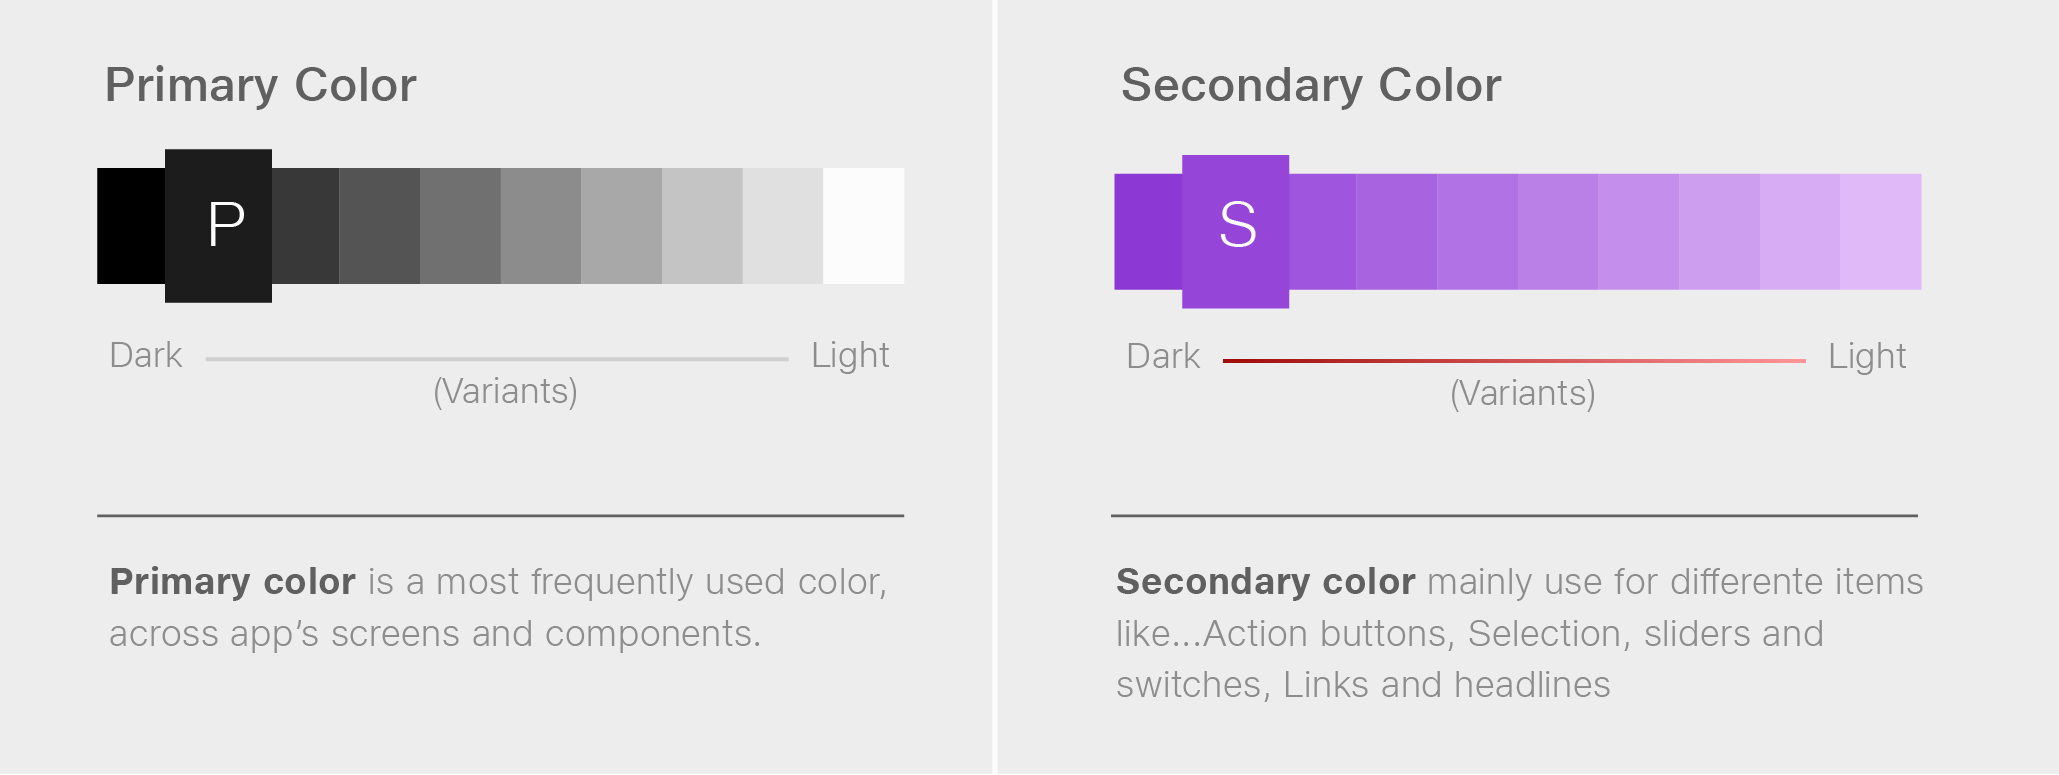 Primary Color
P
Dark
Light
(Variants)
Primary color is a most frequently used color,
across app’s screens and components.
Secondary Color
S
Dark
Light
(Variants)
Secondary color mainly use for differente items
like...Action buttons, Selection, sliders and
switches, Links and headlines